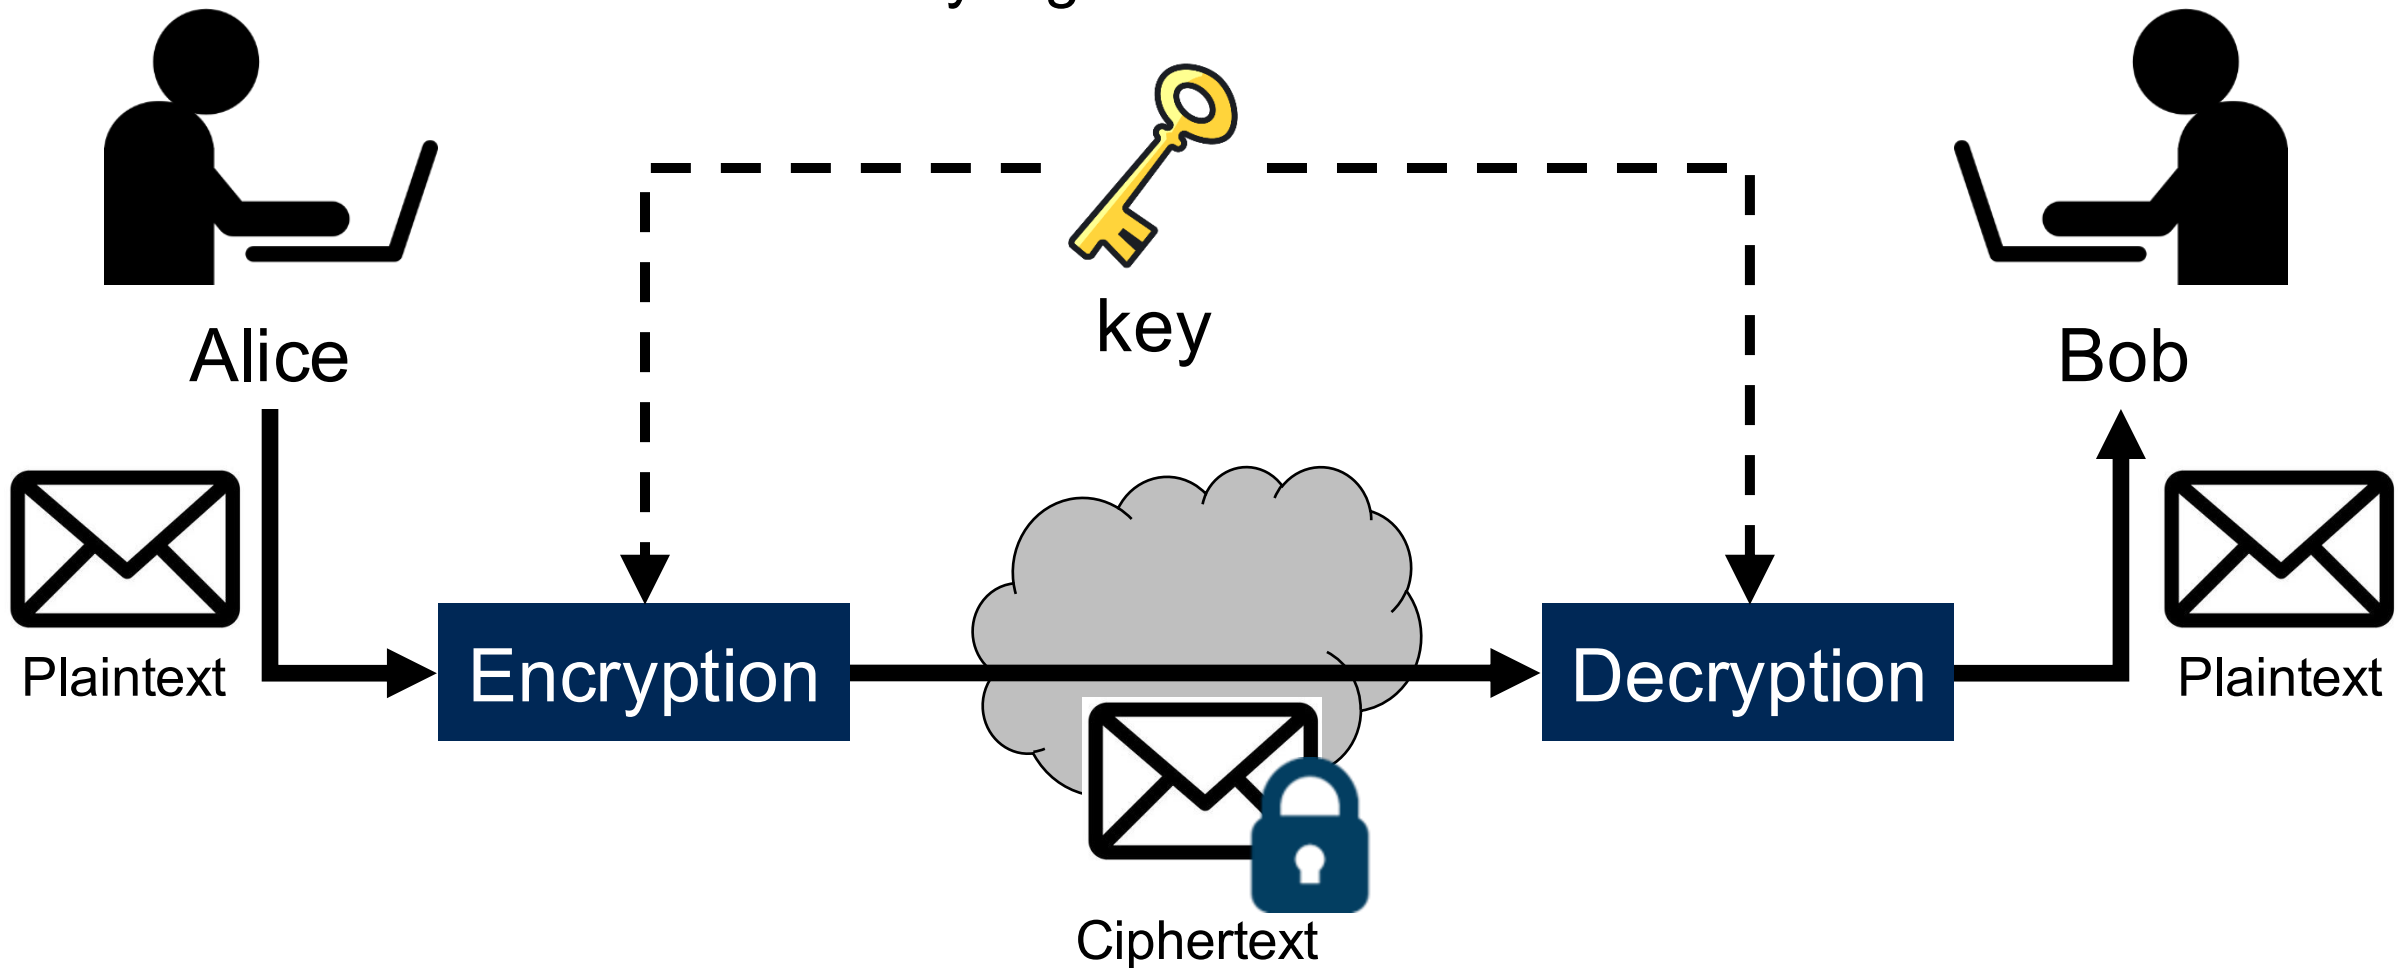 key
Alice
Bob
Plaintext
Encryption
Decryption
Plaintext
Ciphertext